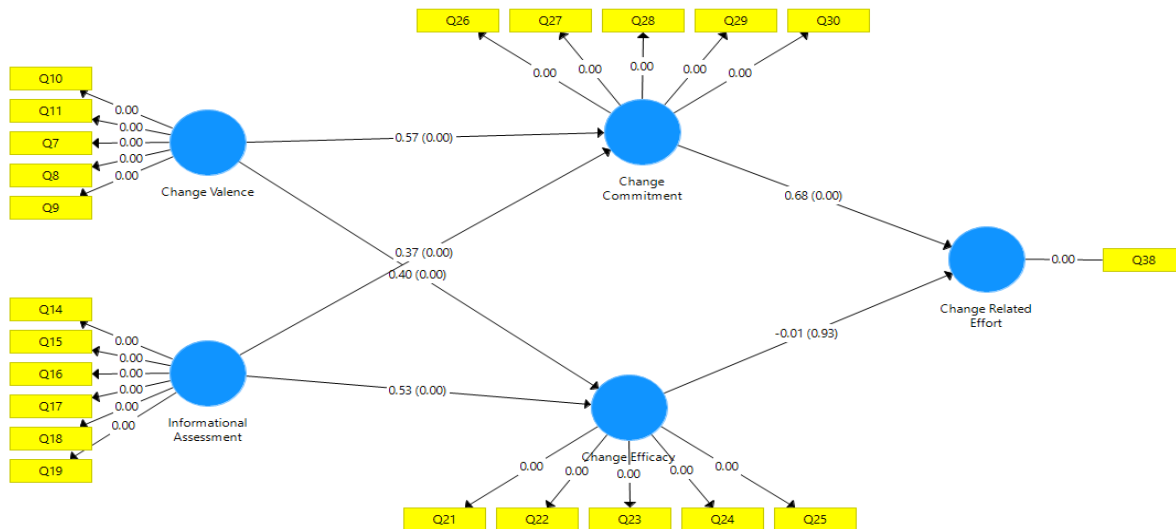 Q26
Q27
Q28
Q29
Q30
0.00
0.00
0.00
0.00
0.00
Q10
Q11
Q7
Q8
Q9
0.00
0.00
0.00
0.00
0.00
Change Valence
0.57 (0.00)
Change
Commitment
0.68 (0.00)
0.37 (0.00)
0.40 (0.00)
0.00
Q38
Change Related
Effort
Q14
Q15
Q16
Q17
Q18
Q19
0.00
0.00
0.00
0.00
0.00
0.00
Informational
Assessment
0.53 (0.00)
-0.01 (0.93)
Change Efficacy
0.00
0.00
0.00
0.00
0.00
Q21
Q22
Q23
Q24
Q25